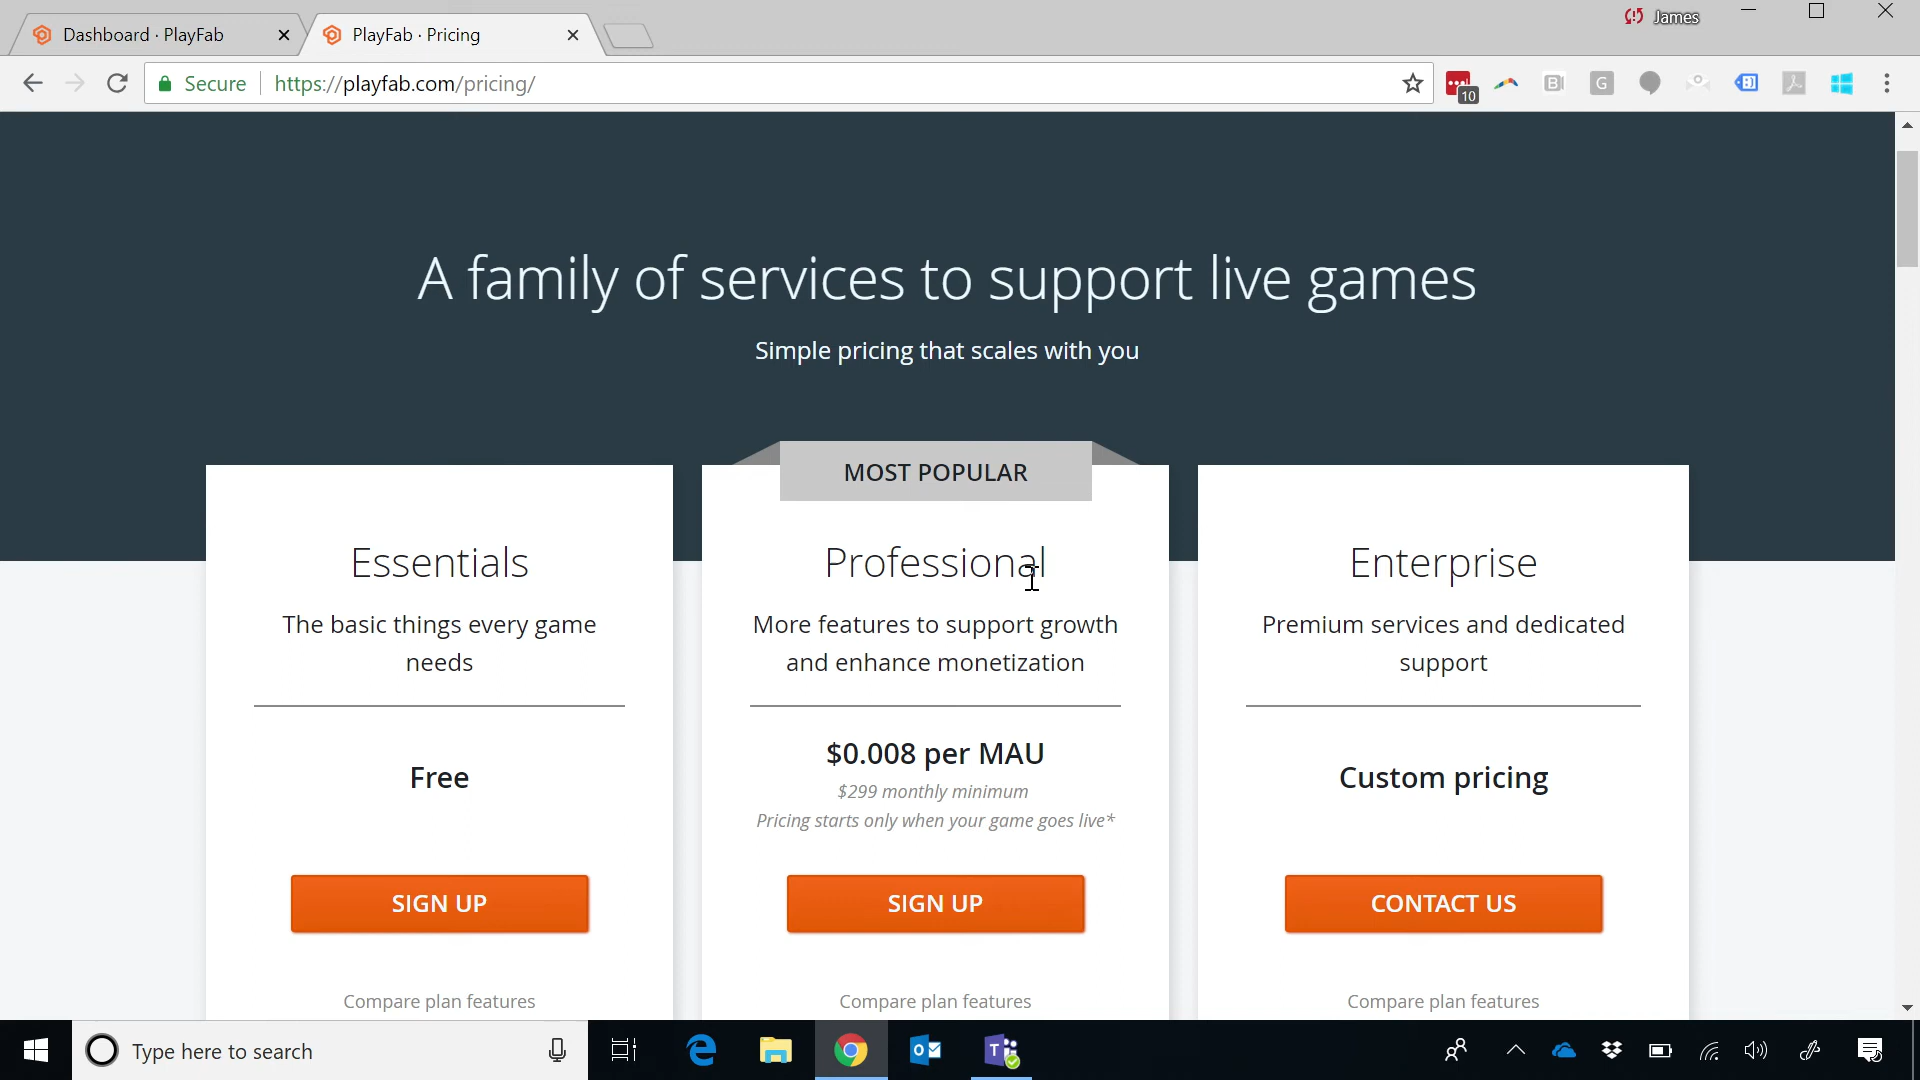 Dashboard · PlayFab
PlayFab · Pricing
James
Secure
https://playfab.com/pricing/
10
A family of services to support live games
Simple pricing that scales with you
MOST POPULAR
Essentials
The basic things every game
needs
Free
SIGN UP
Compare plan features
Professional
More features to support growth
and enhance monetization
$0.008 per MAU
$299 monthly minimum
Pricing starts only when your game goes live*
SIGN UP
Compare plan features
Enterprise
Premium services and dedicated
support
Custom pricing
CONTACT US
Compare plan features
Type here to search